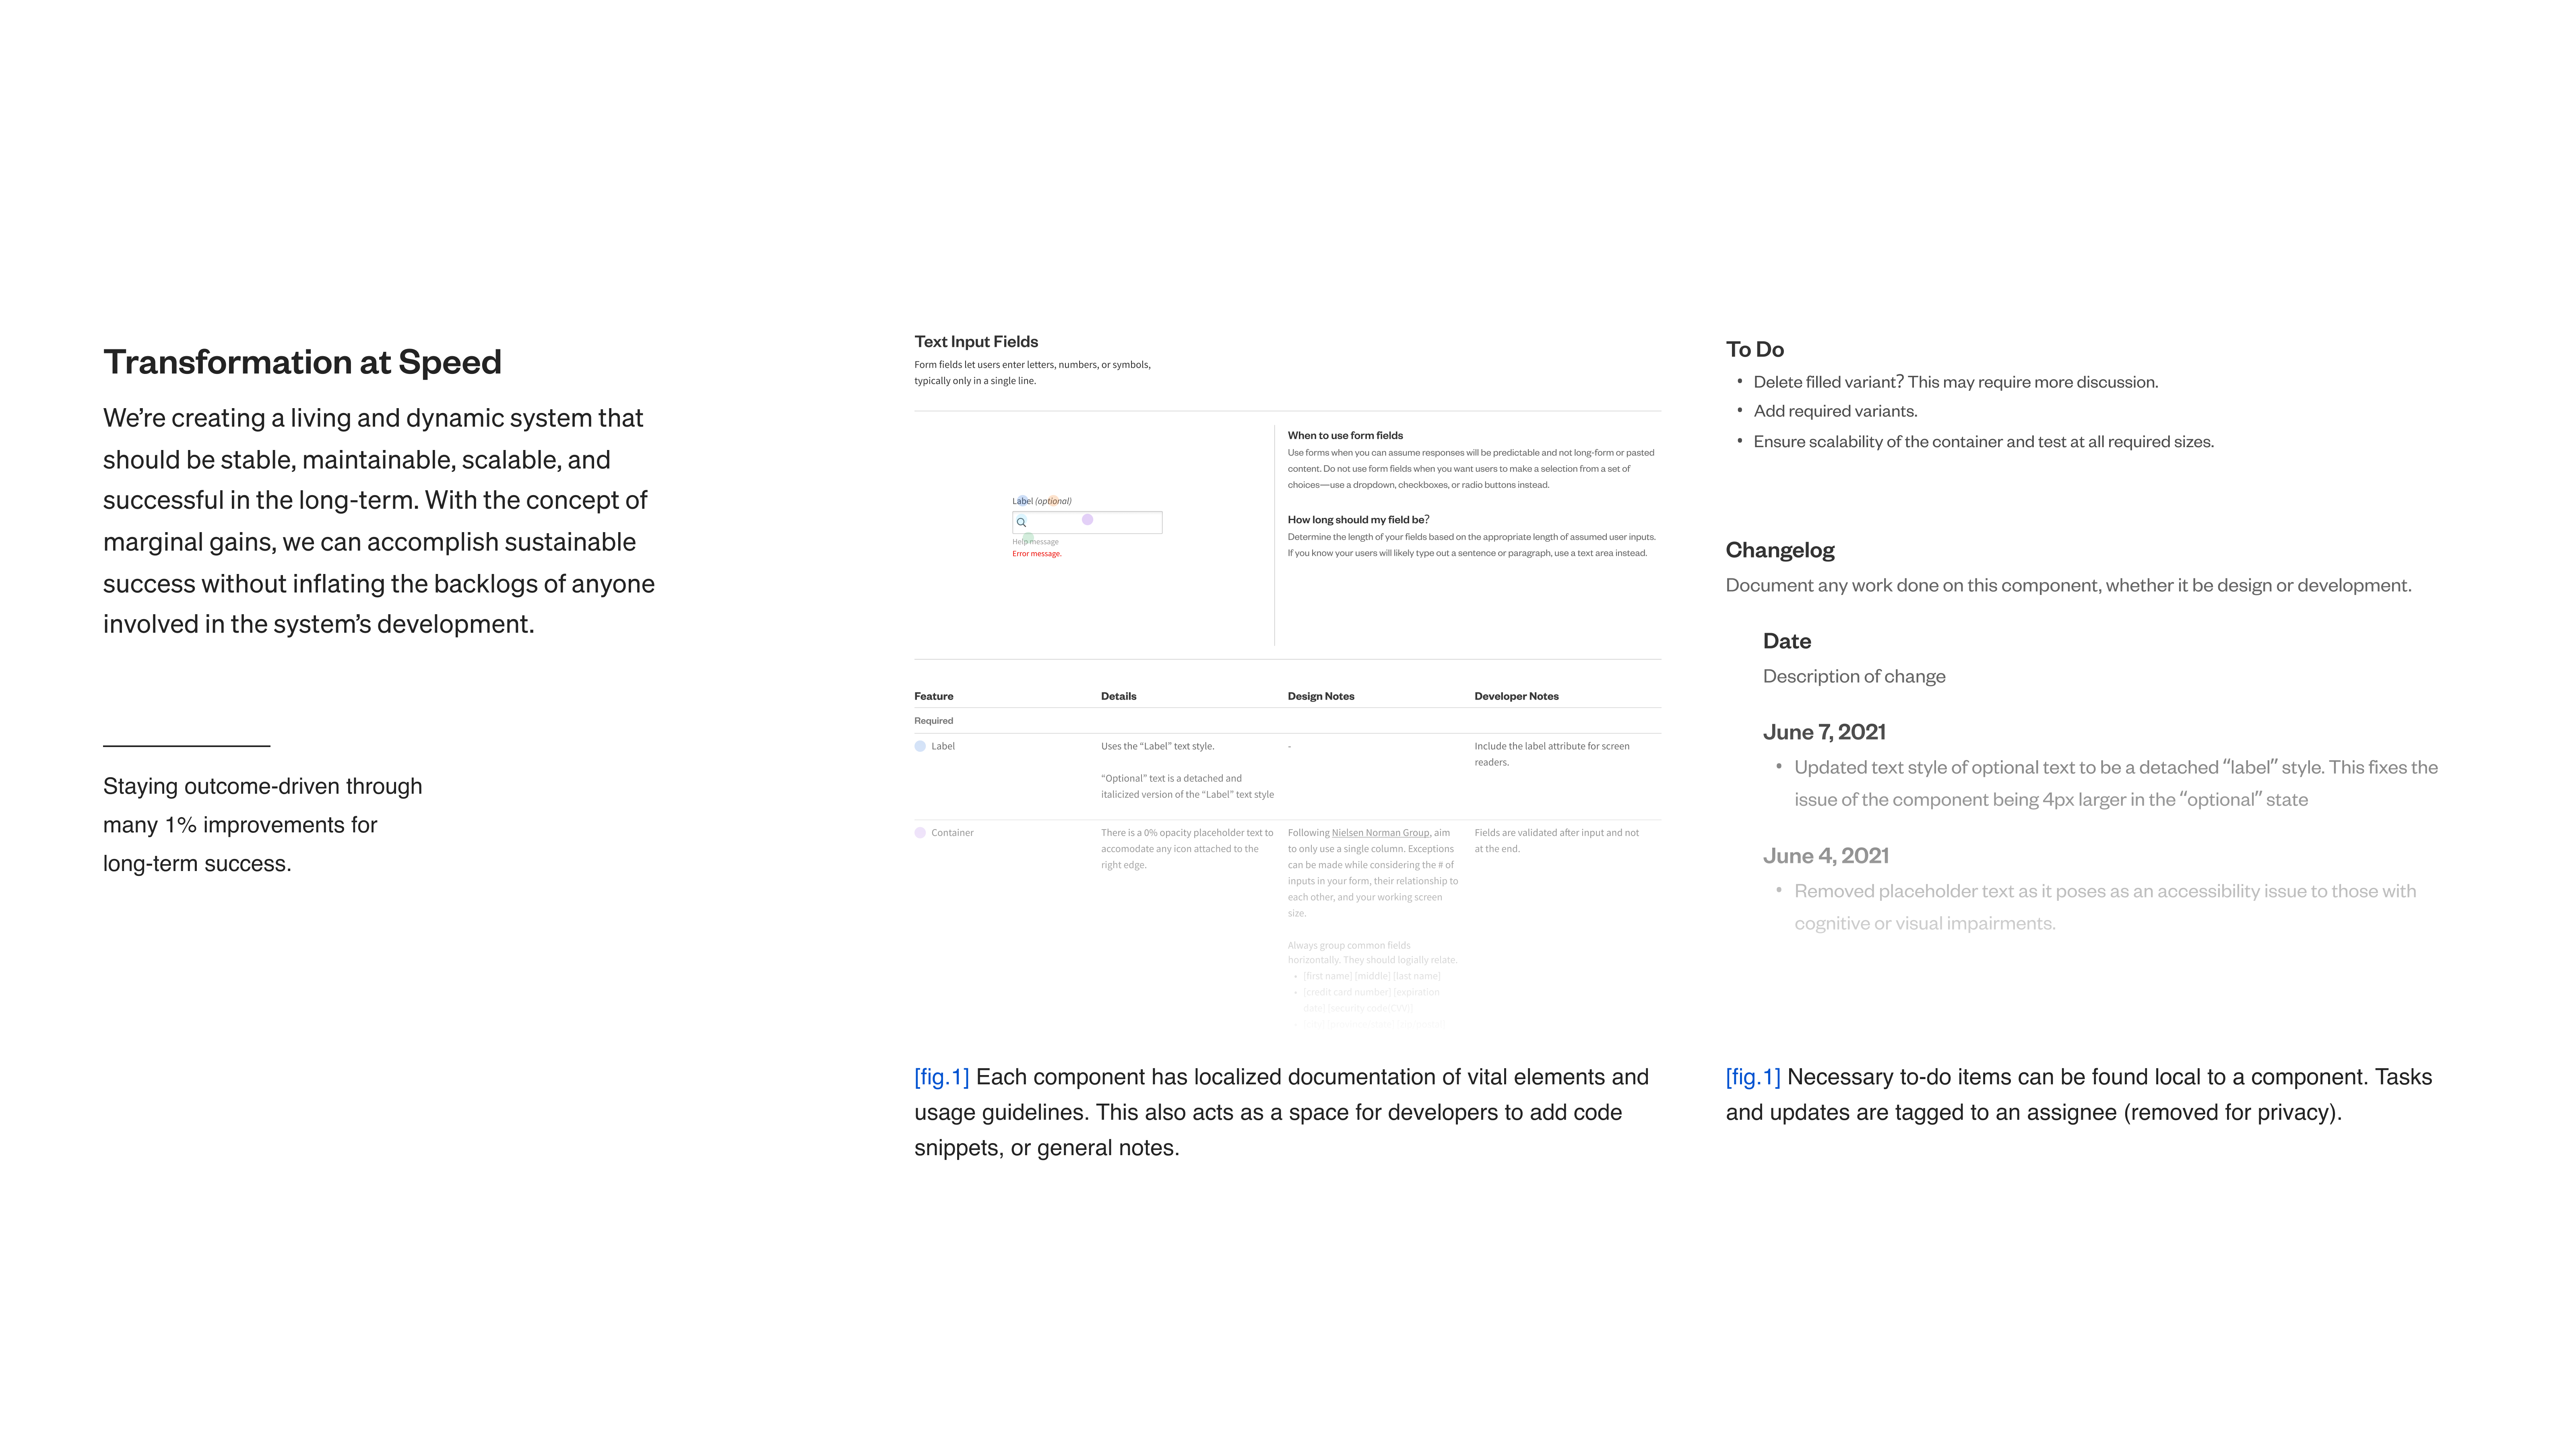 Transformation at Speed
We’re creating a living and dynamic system that
should be stable, maintainable, scalable, and
successful in the long-term. With the concept of
marginal gains, we can accomplish sustainable
success without inflating the backlogs of anyone
involved in the system’s development.
Staying outcome-driven through
many 1% improvements for
long-term success.
Text Input Fields
Form fields let users enter letters, numbers, or symbols,
typically only in a single line.
Label (optional)
Help message
Error message.
When to use form fields
Use forms when you can assume responses will be predictable and not long-form or pasted
content. Do not use form fields when you want users to make a selection from a set of
choices—use a dropdown, checkboxes, or radio buttons instead.
How long should my field be?
Determine the length of your fields based on the appropriate length of assumed user inputs.
If you know your users will likely type out a sentence or paragraph, use a text area instead.
Feature Details Design Notes Developer Notes
Required
Label
Uses the “Label” text style.
“Optional” text is a detached and
italicized version of the “Label” text style
-
Include the label attribute for screen
readers.
Container
There is a 0% opacity placeholder text to
accomodate any icon attached to the
right edge.
Following Nielsen Norman Group, aim
to only use a single column. Exceptions
can be made while considering the # of
inputs in your form, their relationship to
each other, and your working screen
size.
Always group common fields
horizontally. They should logially relate.
• [first name] [middle] [last name]
• [credit card number] [expiration
date] [security code(CVV)]
Fields are validated after input and not
at the end.
[fig.1] Each component has localized documentation of vital elements and
usage guidelines. This also acts as a space for developers to add code
snippets, or general notes.
To Do
• Delete filled variant? This may require more discussion.
• Add required variants.
• Ensure scalability of the container and test at all required sizes.
Changelog
Document any work done on this component, whether it be design or development.
Date
Description of change
June 7, 2021
• Updated text style of optional text to be a detached “label” style. This fixes the
issue of the component being 4px larger in the “optional” state
June 4, 2021
• Removed placeholder text as it poses as an accessibility issue to those with
cognitive or visual impairments.
[fig.1] Necessary to-do items can be found local to a component. Tasks
and updates are tagged to an assignee (removed for privacy).